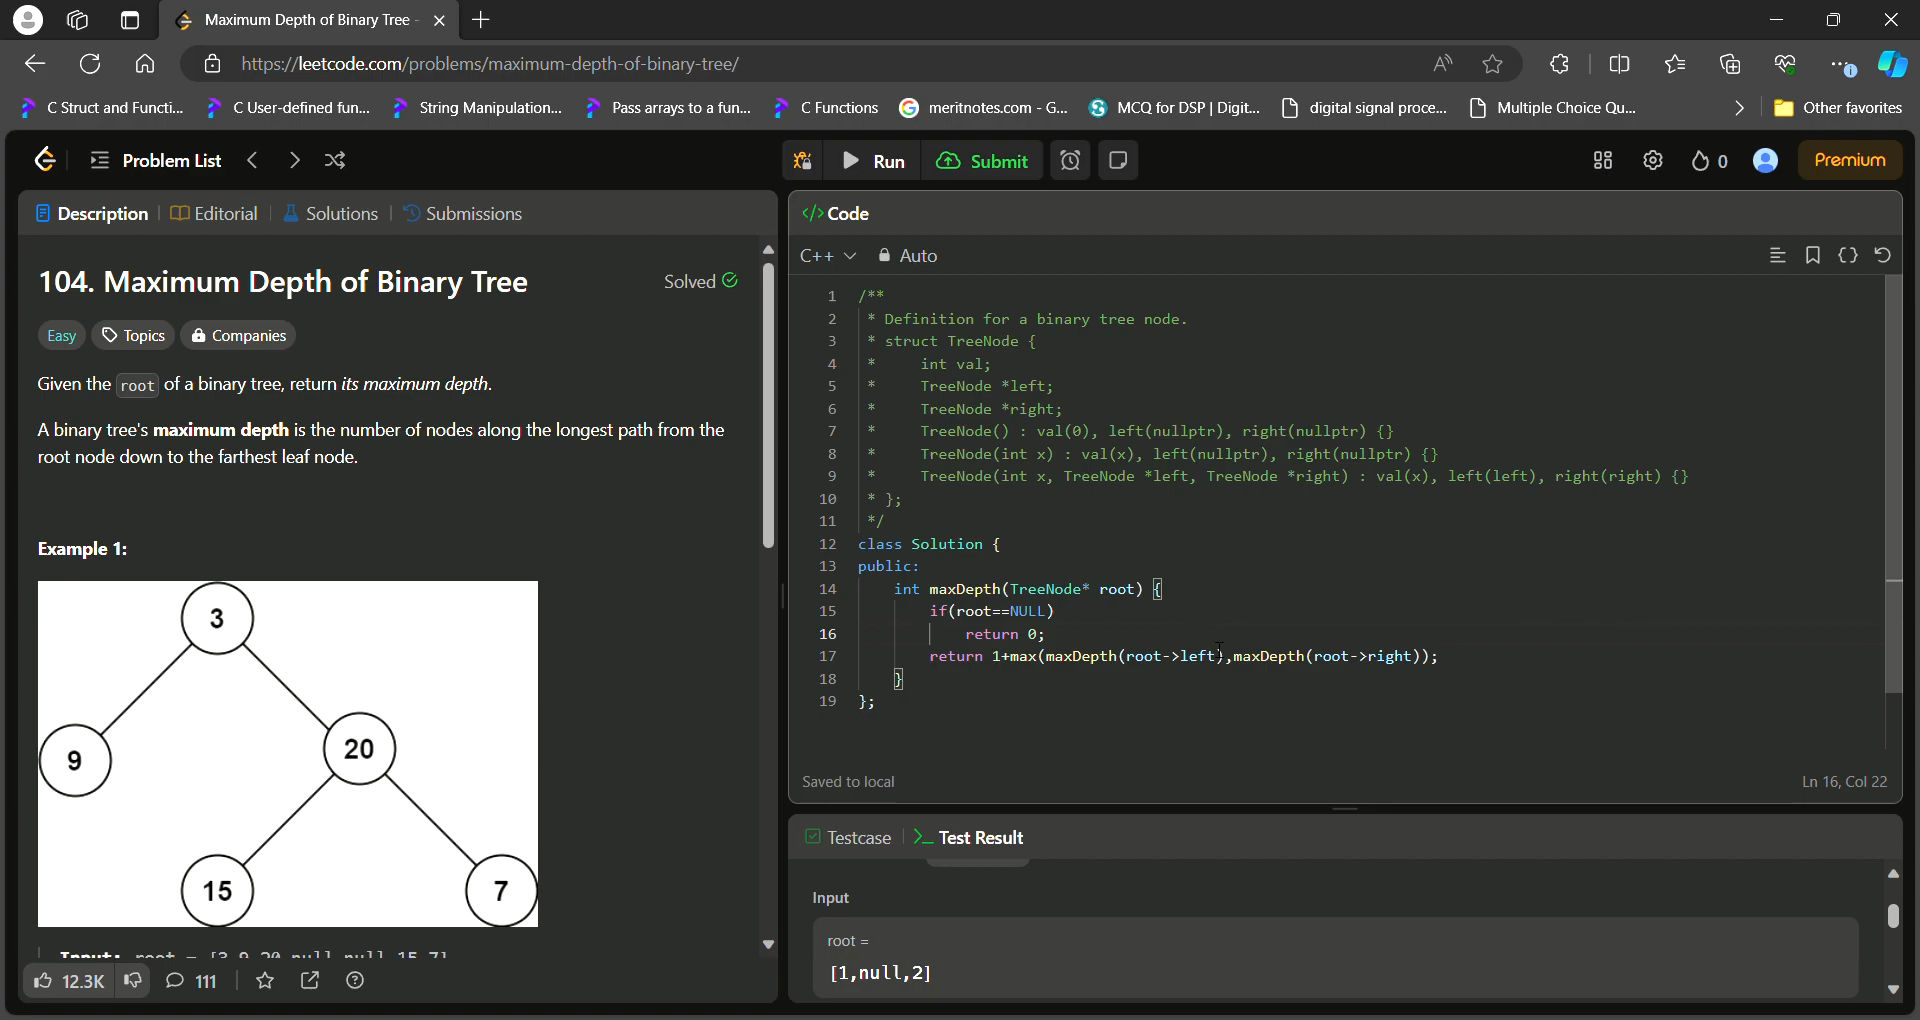 Maximum Depth of Binary Tree -
https://leetcode.com/problems/maximum-depth-of-binary-tree/
C Struct and Functi... C User-defined fun... String Manipulation... Pass arrays to a fun... C Functions meritnotes.com - G... MCQ for DSP | Digit... digital signal proce... Multiple Choice Qu... Other favorites
Problem List Run Submit 0 Premium
Description Editorial Solutions Submissions
104. Maximum Depth of Binary Tree Solved
Easy Topics Companies
Given the root of a binary tree, return its maximum depth.
A binary tree's maximum depth is the number of nodes along the longest path from the
root node down to the farthest leaf node.
Example 1:
3
9
20
15
7
Input: root = [3,9,20,null,null,15,7]
12.3K 111
</> Code
C++ Auto
1 /**
2 * Definition for a binary tree node.
3 * struct TreeNode {
4 * int val;
5 * TreeNode *left;
6 * TreeNode *right;
7 * TreeNode() : val(0), left(nullptr), right(nullptr) {}
8 * TreeNode(int x) : val(x), left(nullptr), right(nullptr) {}
9 * TreeNode(int x, TreeNode *left, TreeNode *right) : val(x), left(left), right(right) {}
10 * };
11 */
12 class Solution {
13 public:
14 int maxDepth(TreeNode* root) {
15 if(root==NULL)
16 return 0;
17 return 1+max(maxDepth(root->left),maxDepth(root->right));
18 }
19 };
Saved to local Ln 16, Col 22
Testcase >_ Test Result
Input
root =
[1,null,2]